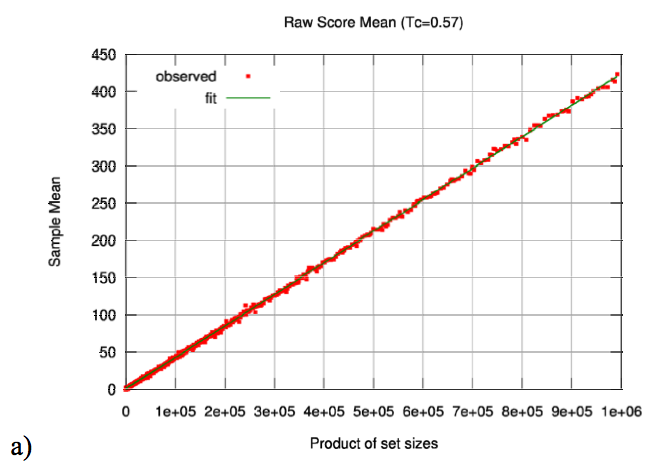 Raw Score Mean (Tc=0.57)
450
400
350
300
250
200
150
100
50
0
observed
fit
Sample Mean
0 1e+05 2e+05 3e+05 4e+05 5e+05 6e+05 7e+05 8e+05 9e+05 1e+06
Product of set sizes
a)